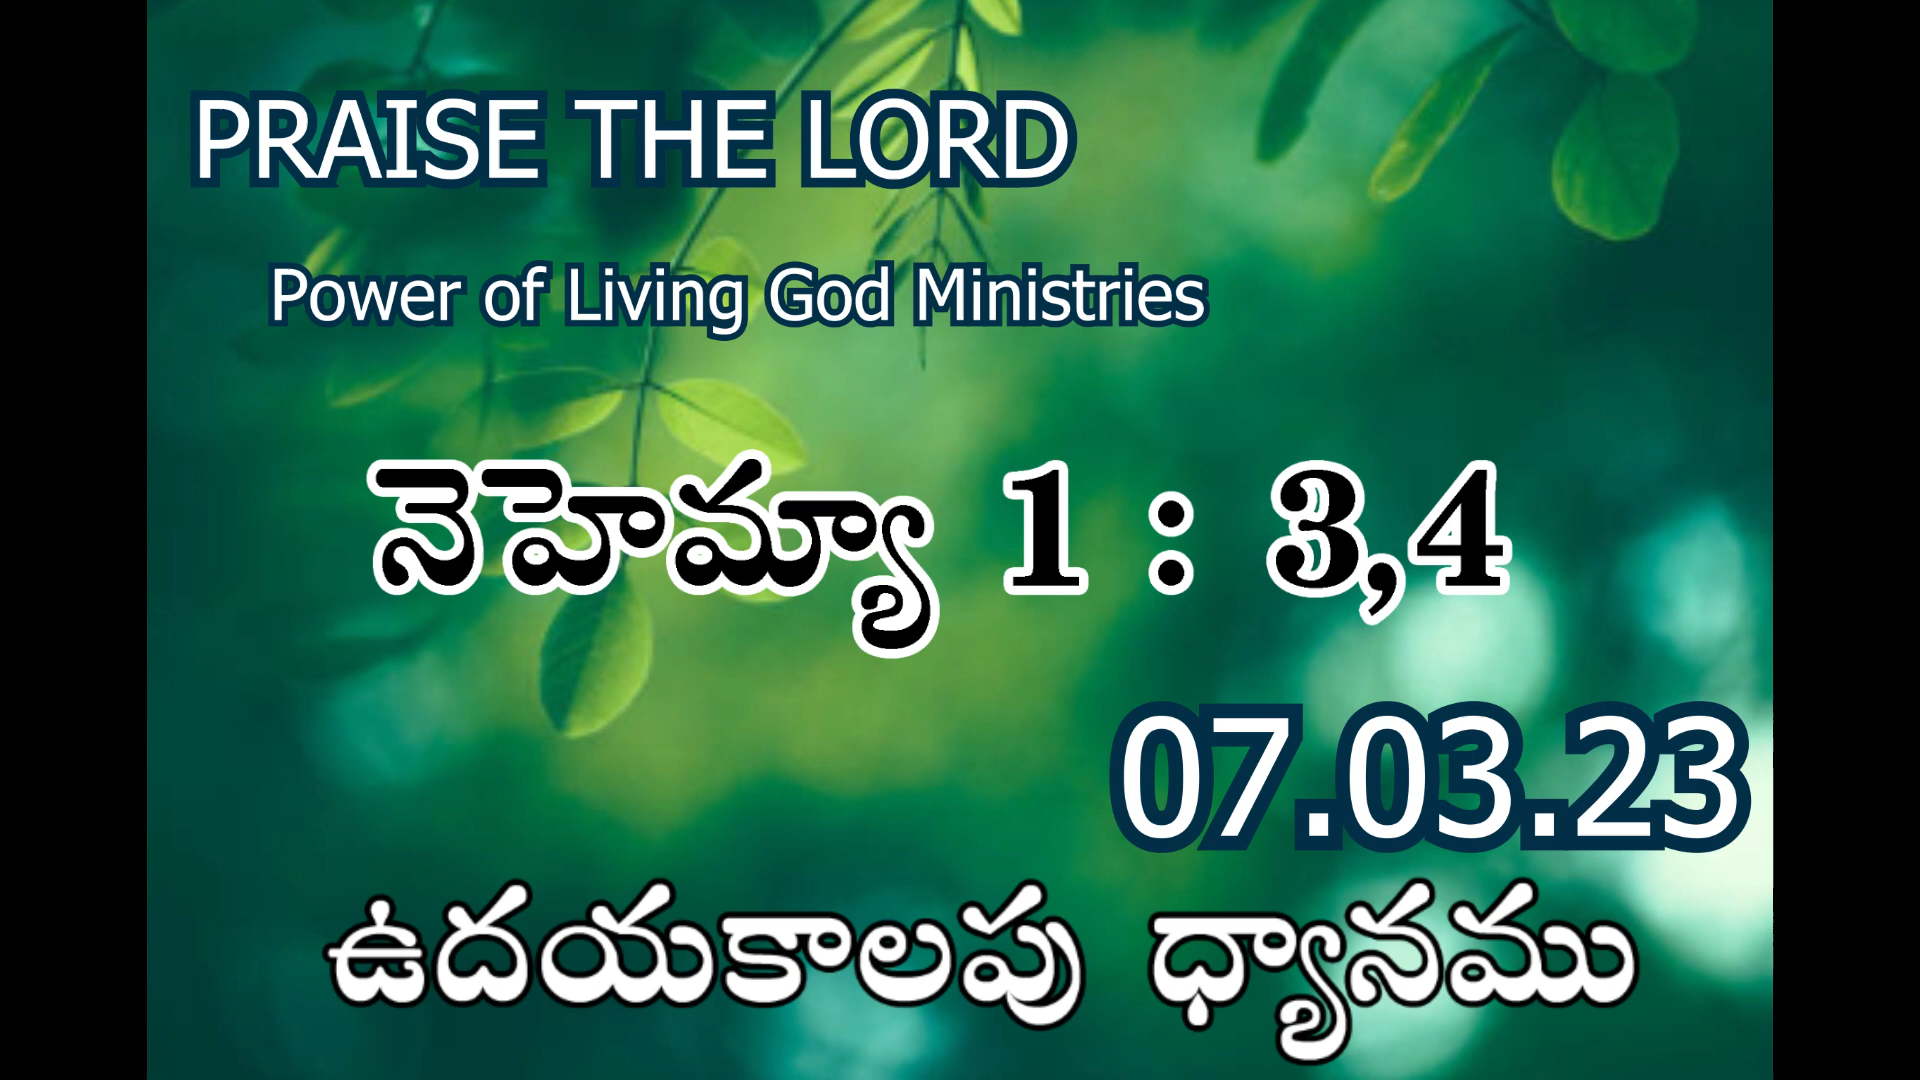 PRAISE THE LORD
Power of Living God Ministries
నెహెమ్యా 1 : 3,4
07.03.23
ఉదయకాలపు ధ్యానము